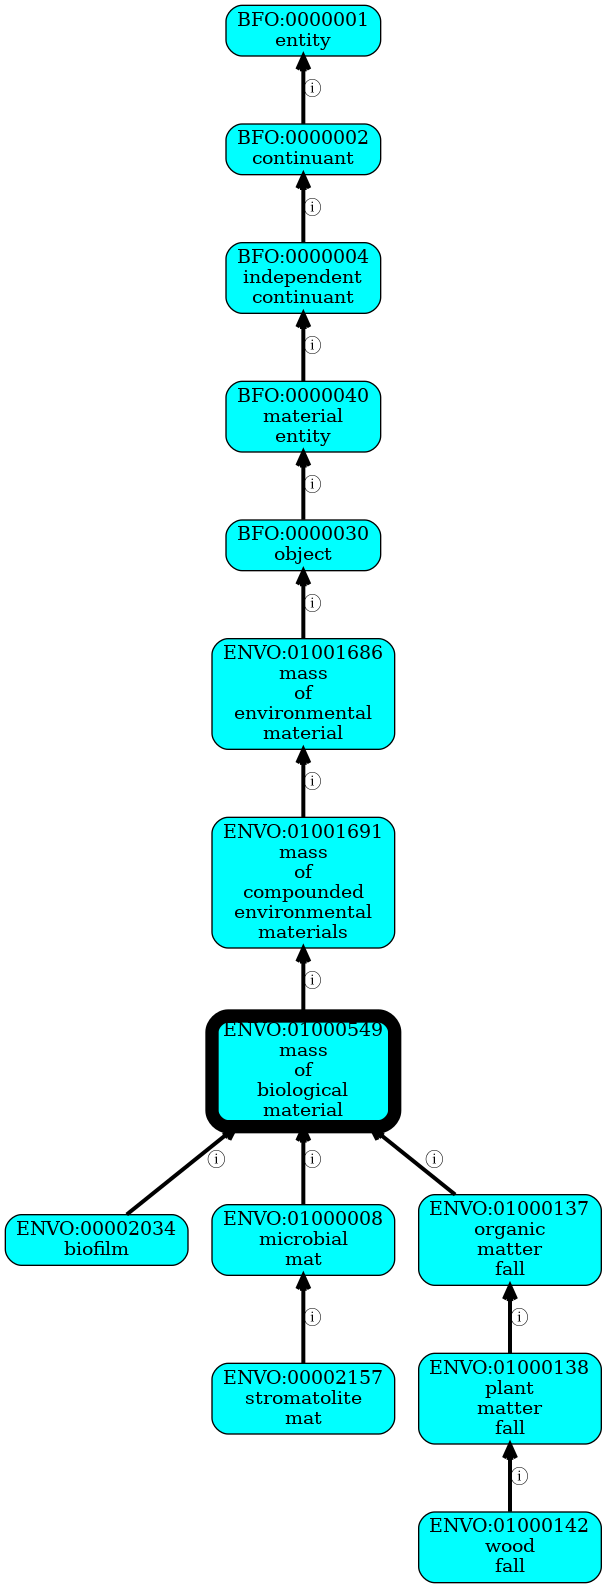 BFO:0000001
entity
ⓘ
BFO:0000002
continuant
ⓘ
BFO:0000004
independent
continuant
ⓘ
BFO:0000040
material
entity
ⓘ
BFO:0000030
object
ⓘ
ENVO:01001686
mass
of
environmental
material
ⓘ
ENVO:01001691
mass
of
compounded
environmental
materials
ⓘ
ENVO:01000549
mass
of
biological
material
ⓘ
ⓘ
ⓘ
ENVO:00002034
biofilm
ENVO:01000008
microbial
mat
ENVO:01000137
organic
matter
fall
ⓘ
ⓘ
ENVO:00002157
stromatolite
mat
ENVO:01000138
plant
matter
fall
ⓘ
ENVO:01000142
wood
fall